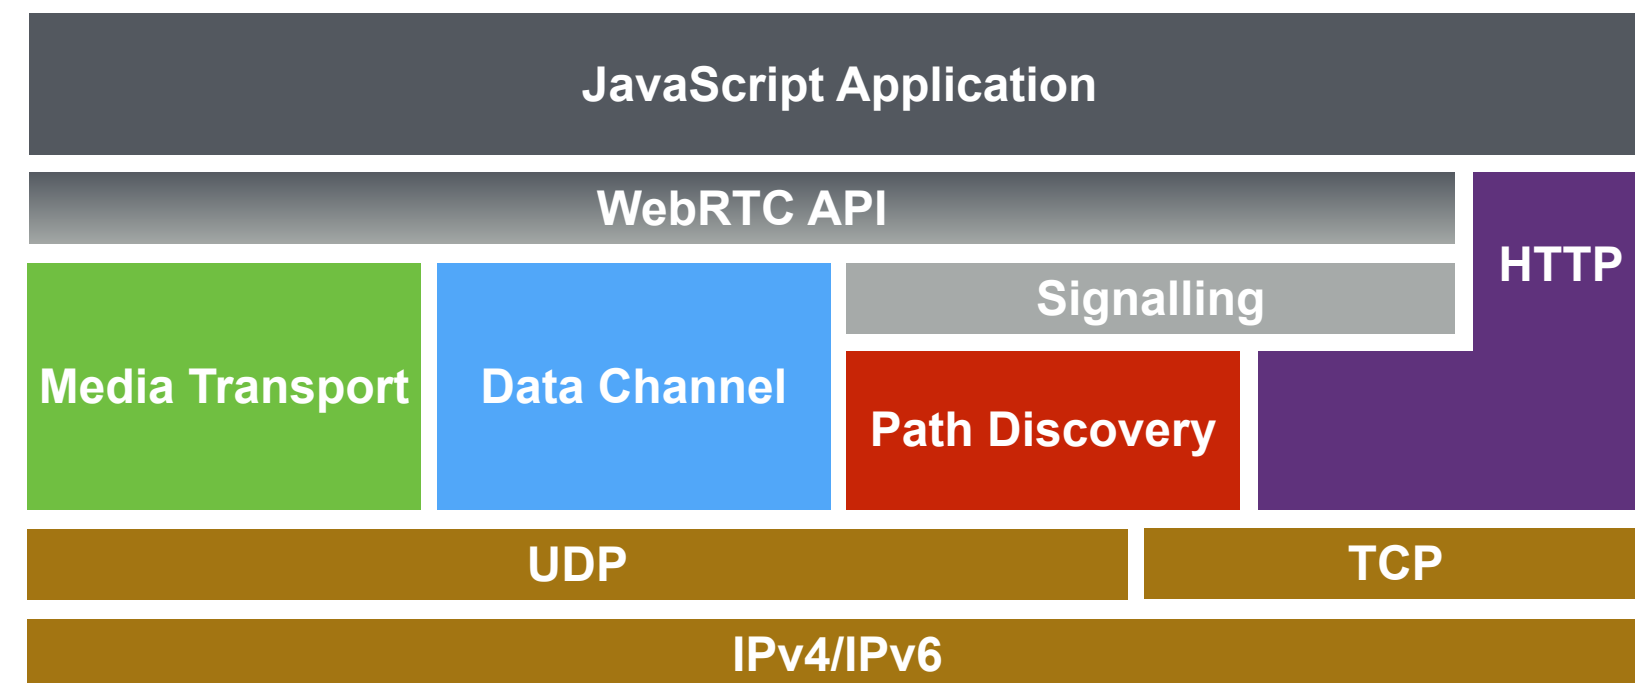 JavaScript Application
WebRTC API
HTTP
Signalling
Media Transport
Data Channel
Path Discovery
UDP
TCP
IPv4/IPv6